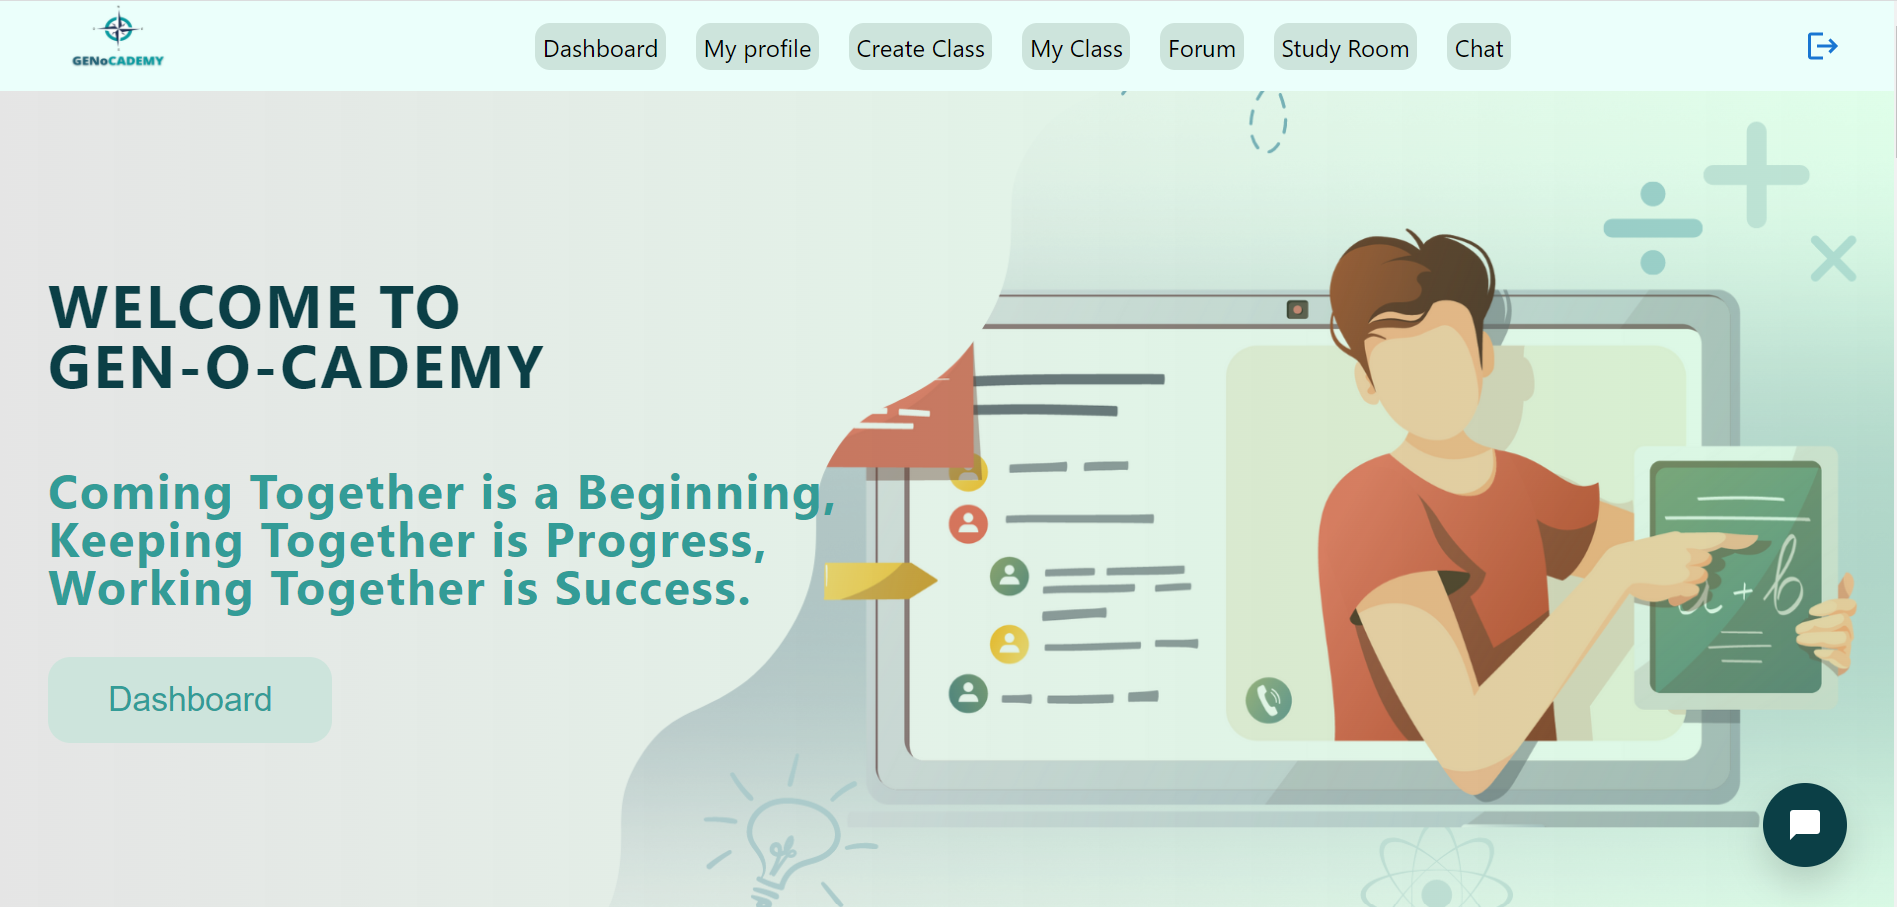 GENoCADEMY
Dashboard
My profile
Create Class
My Class
Forum
Study Room
Chat
WELCOME TO
GEN-O-CADEMY
Coming Together is a Beginning,
Keeping Together is Progress,
Working Together is Success.
Dashboard
a + b